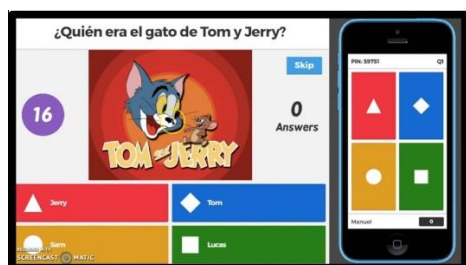 ¿Quién era el gato de Tom y Jerry?
Skip
16
0
Answers
TOM AND JERRY
Jerry
Tom
Sam
Lucas
SCREENCAST O MATIC
PIN: 59751
Q1
Manuel
0